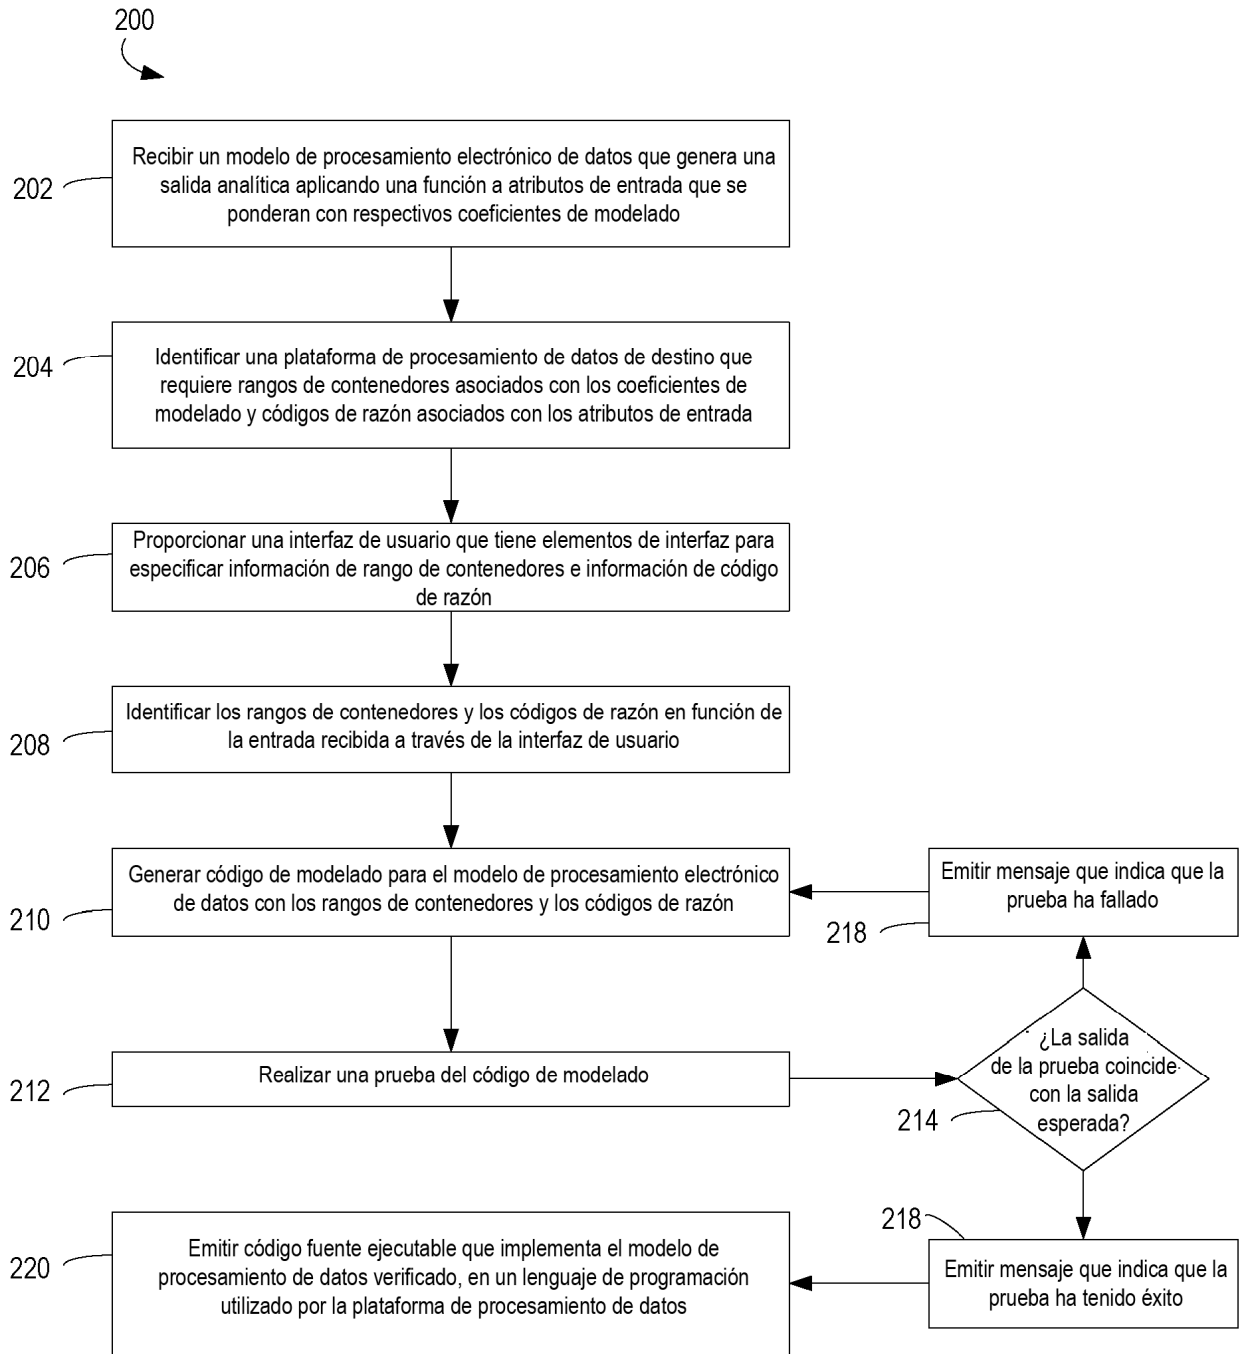 200
202
Recibir un modelo de procesamiento electrónico de datos que genera una
salida analítica aplicando una función a atributos de entrada que se
ponderan con respectivos coeficientes de modelado
204
Identificar una plataforma de procesamiento de datos de destino que
requiere rangos de contenedores asociados con los coeficientes de
modelado y códigos de razón asociados con los atributos de entrada
206
Proporcionar una interfaz de usuario que tiene elementos de interfaz para
especificar información de rango de contenedores e información de código
de razón
208
Identificar los rangos de contenedores y los códigos de razón en función de
la entrada recibida a través de la interfaz de usuario
210
Generar código de modelado para el modelo de procesamiento electrónico
de datos con los rangos de contenedores y los códigos de razón
218
Emitir mensaje que indica que la
prueba ha fallado
212
Realizar una prueba del código de modelado
214
¿La salida
de la prueba coincide
con la salida
esperada?
218
Emitir mensaje que indica que la
prueba ha tenido éxito
220
Emitir código fuente ejecutable que implementa el modelo de
procesamiento de datos verificado, en un lenguaje de programación
utilizado por la plataforma de procesamiento de datos